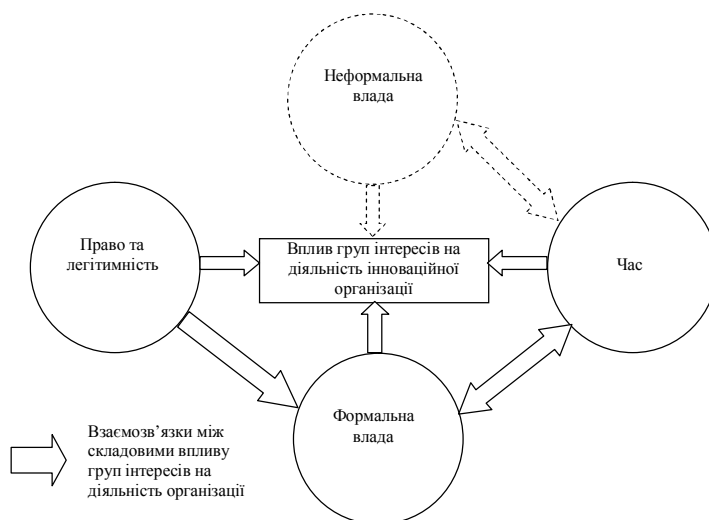 Неформальна
влада
Право та
легітимність
Вплив груп інтересів на
діяльність інноваційної
організації
Час
Формальна
влада
Взаємозв’язки між
складовими впливу
груп інтересів на
діяльність організації